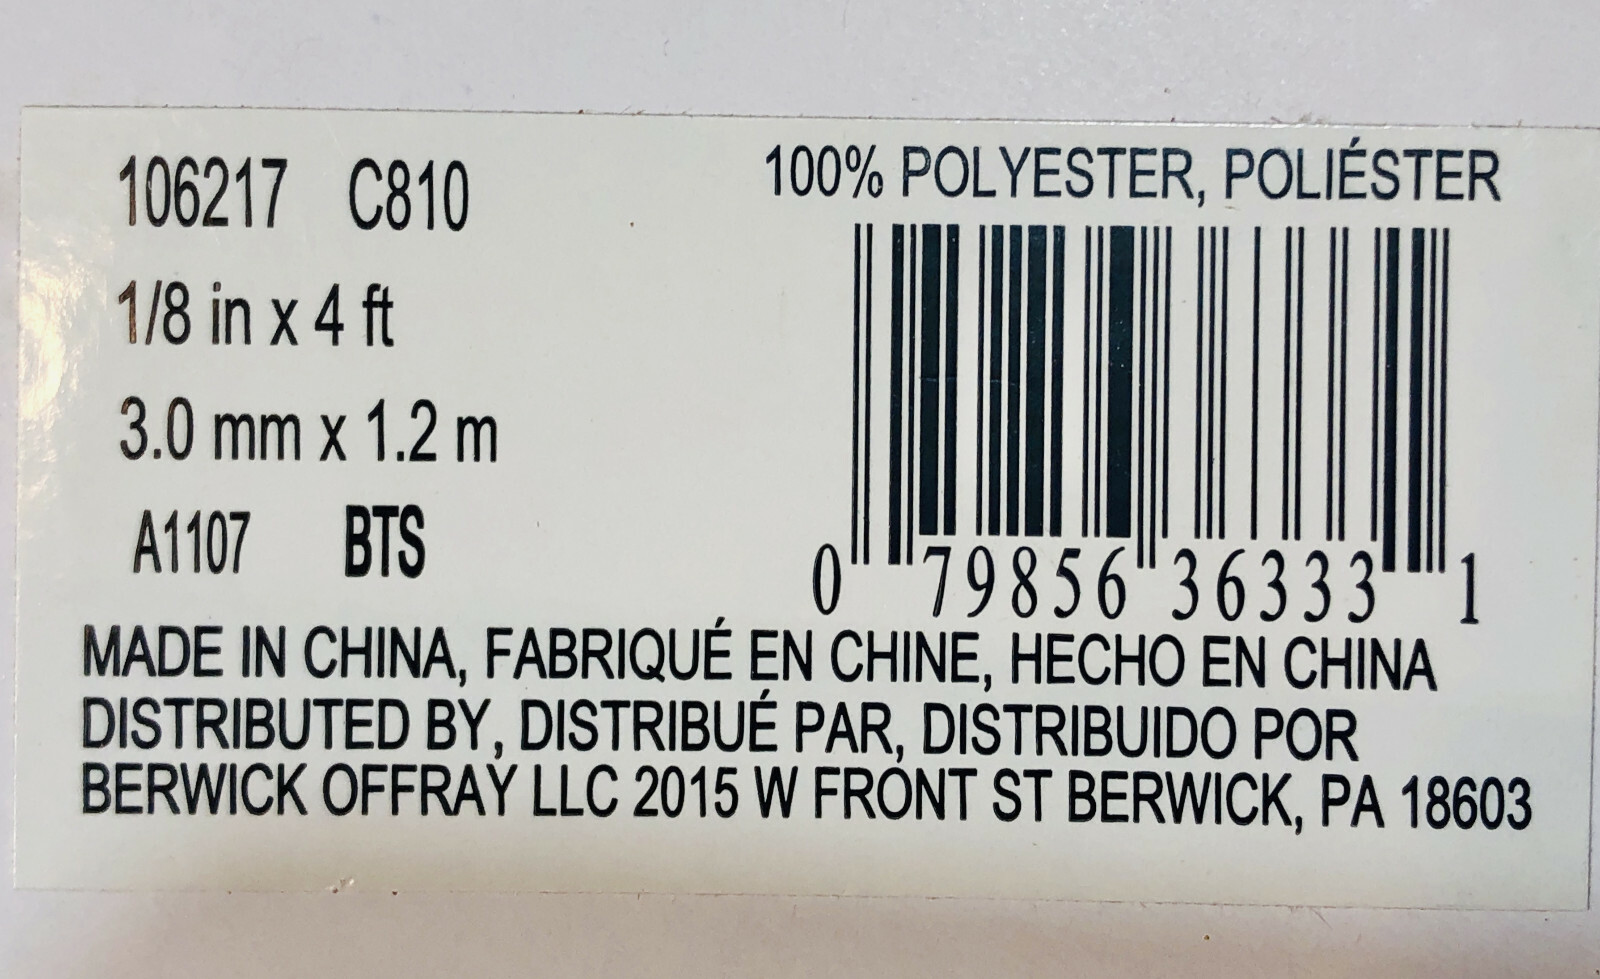 106217 C810
1/8 in x 4 ft
3.0 mm x 1.2 m
A1107 BTS
100% POLYESTER, POLIÉSTER
0 79856 36333 1
MADE IN CHINA, FABRIQUÉ EN CHINE, HECHO EN CHINA
DISTRIBUTED BY, DISTRIBUÉ PAR, DISTRIBUIDO POR
BERWICK OFFRAY LLC 2015 W FRONT ST BERWICK, PA 18603